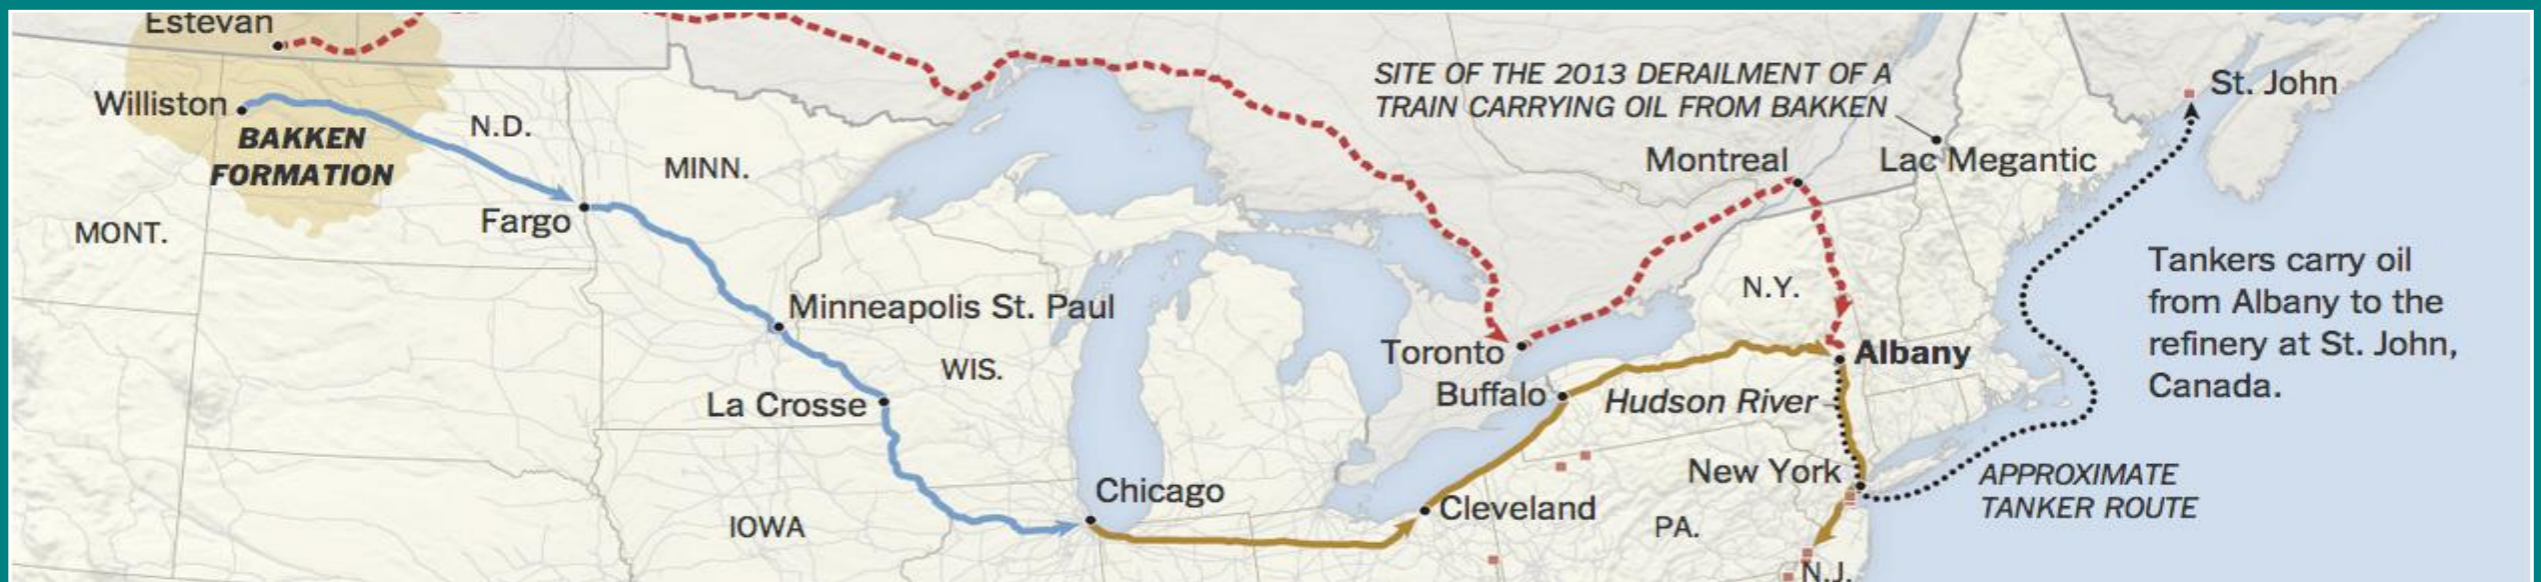 Estevan
Williston
BAKKEN
FORMATION
N.D.
MINN.
MONT.
Fargo
Minneapolis St. Paul
WIS.
La Crosse
IOWA
Chicago
SITE OF THE 2013 DERAILMENT OF A
TRAIN CARRYING OIL FROM BAKKEN
St. John
Montreal
Lac Megantic
N.Y.
Tankers carry oil
from Albany to the
refinery at St. John,
Canada.
Toronto
Albany
Buffalo
Hudson River
New York
APPROXIMATE
TANKER ROUTE
Cleveland
PA.
N.J.